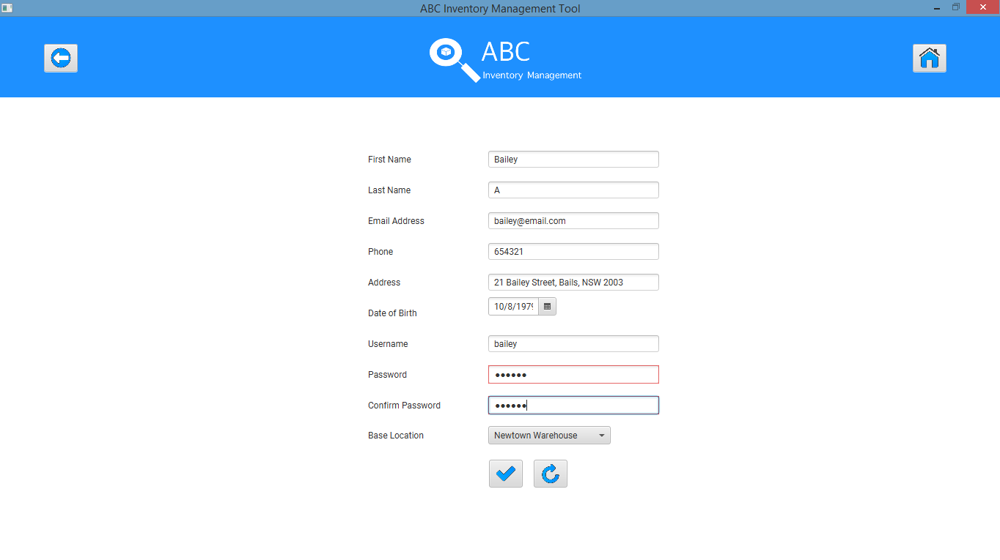 ABC Inventory Management Tool
ABC
Inventory Management
First Name Bailey
Last Name A
Email Address bailey@email.com
Phone 654321
Address 21 Bailey Street, Bails, NSW 2003
Date of Birth 10/8/1979
Username bailey
Password ●●●●●●
Confirm Password ●●●●●●
Base Location Newtown Warehouse